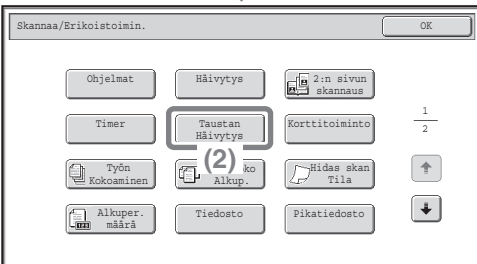 Skannaa/Erikoistoimin.
OK
Ohjelmat
Häivytys
2:n sivun
skannaus
Timer
Taustan
Häivytys
Korttitoiminto
1
2
Työn
Kokoaminen
(2)
ko
Alkup.
Hidas skan
Tila
Alkuper.
määrä
Tiedosto
Pikatiedosto